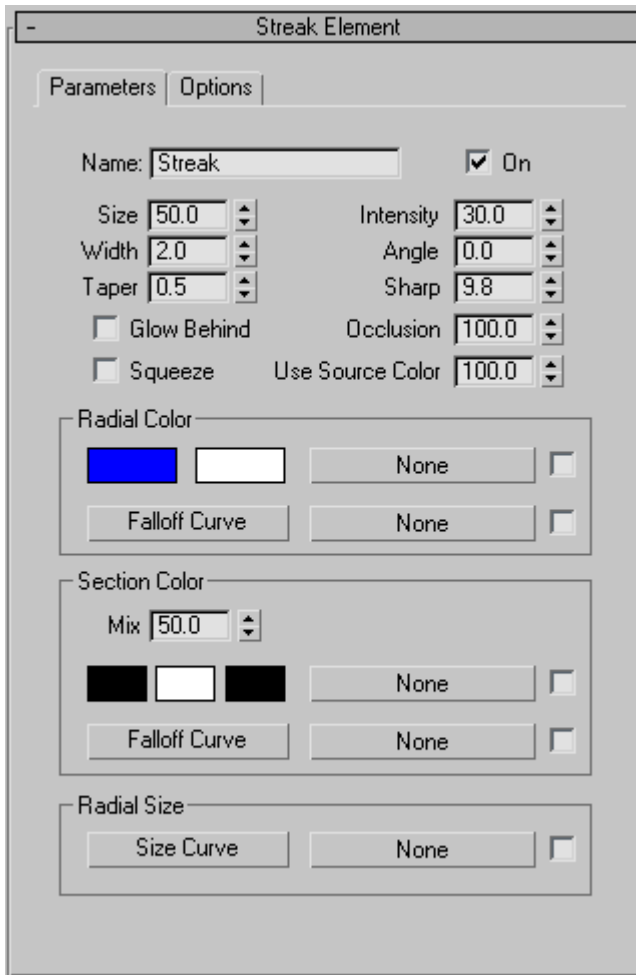 - Streak Element
Parameters Options
Name: Streak On
Size 50.0 Intensity 30.0
Width 2.0 Angle 0.0
Taper 0.5 Sharp 9.8
Glow Behind Occlusion 100.0
Squeeze Use Source Color 100.0
Radial Color
None
Falloff Curve None
Section Color
Mix 50.0
None
Falloff Curve None
Radial Size
Size Curve None